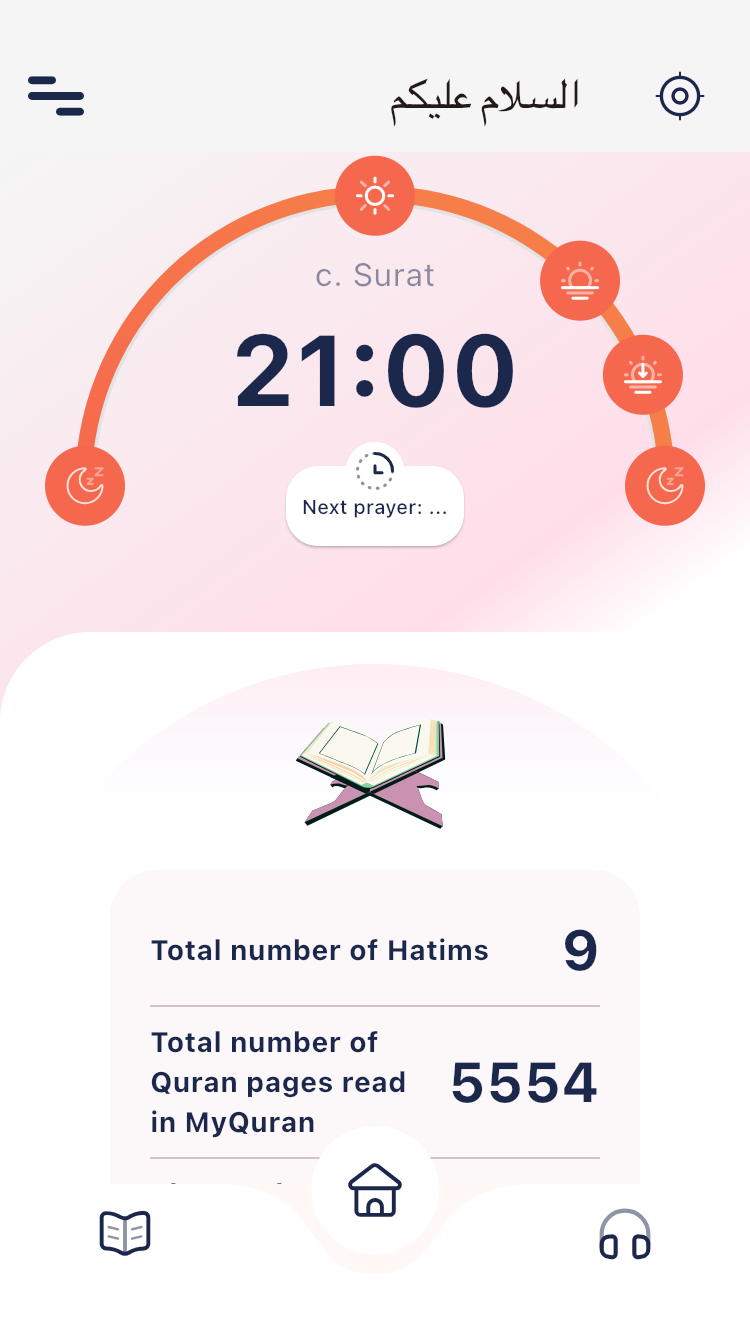 السلام عليكم
c. Surat
21:00
Next prayer: ...
Total number of Hatims
9
Total number of
Quran pages read
in MyQuran
5554